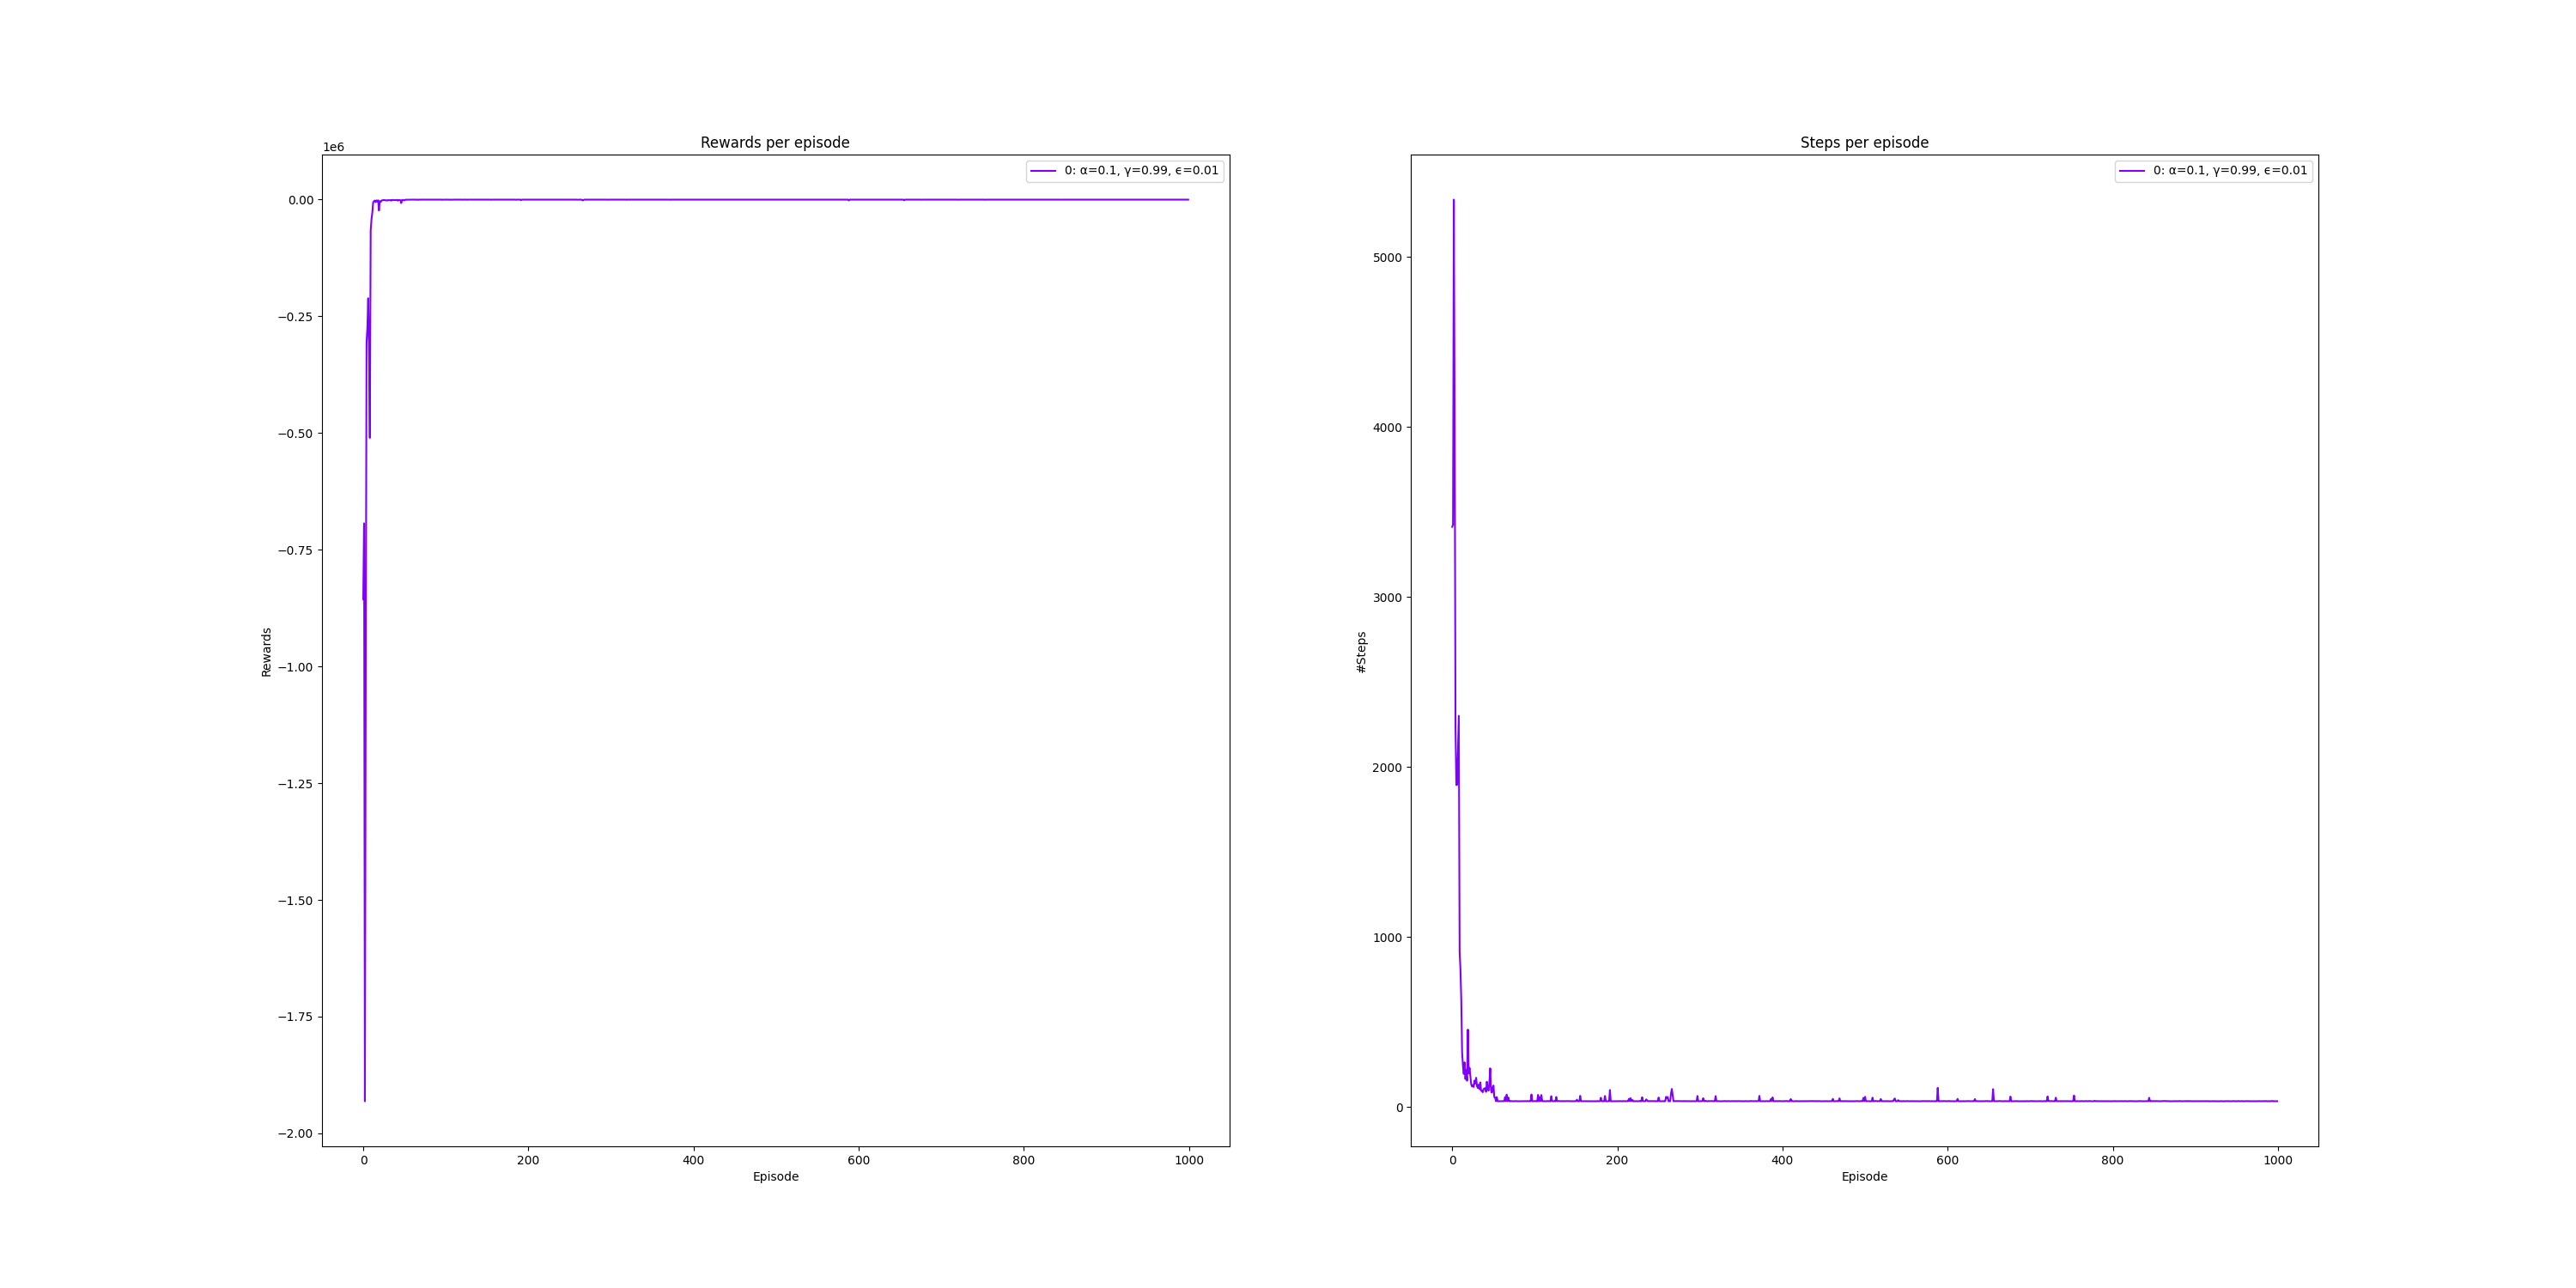 Rewards per episode
1e6
0: α=0.1, γ=0.99, ϵ=0.01
0.00
−0.25
−0.50
−0.75
−1.00
−1.25
−1.50
−1.75
−2.00
Rewards
0 200 400 600 800 1000
Episode
Steps per episode
0: α=0.1, γ=0.99, ϵ=0.01
5000
4000
3000
2000
1000
0
#Steps
0 200 400 600 800 1000
Episode